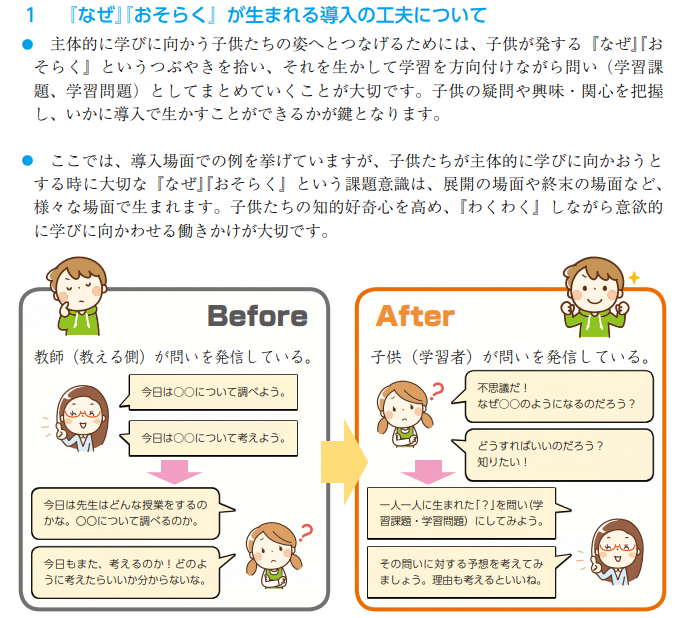 1 『なぜ』『おそらく』が生まれる導入の工夫について
● 主体的に学びに向かう子供たちの姿へとつなげるためには、子供が発する『なぜ』『お
そらく』というつぶやきを拾い、それを生かして学習を方向付けながら問い（学習課
題、学習問題）としてまとめていくことが大切です。子供の疑問や興味・関心を把握
し、いかに導入で生かすことができるかが鍵となります。
● ここでは、導入場面での例を挙げていますが、子供たちが主体的に学びに向かおうと
する時に大切な『なぜ』『おそらく』という課題意識は、展開の場面や終末の場面など、
様々な場面で生まれます。子供たちの知的好奇心を高め、『わくわく』しながら意欲的
に学びに向かわせる働きかけが大切です。
Before
教師（教える側）が問いを発信している。
今日は○○について調べよう。
今日は○○について考えよう。
今日は先生はどんな授業をするの
かな。○○について調べるのか。
今日もまた、考えるのか！どのよ
うに考えたらいいか分からないな。
?
After
子供（学習者）が問いを発信している。
?
不思議だ！
なぜ○○のようになるのだろう？
どうすればいいのだろう？
知りたい！
一人一人に生まれた「？」を問い（学
習課題・学習問題）にしてみよう。
その問いに対する予想を考えてみ
ましょう。理由も考えるといいね。